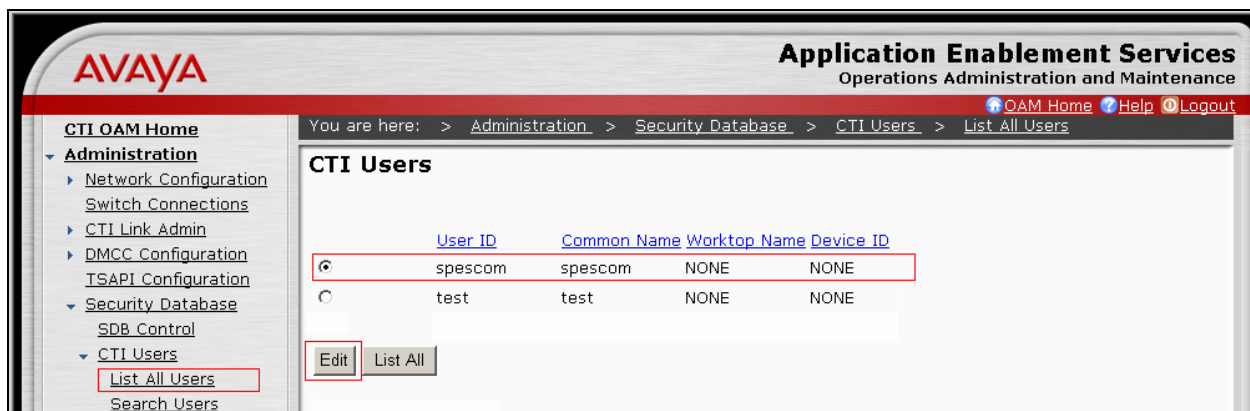 AVAYA
Application Enablement Services
Operations Administration and Maintenance
OAM Home Help Logout
You are here: > Administration > Security Database > CTI Users > List All Users
CTI OAM Home
Administration
Network Configuration
Switch Connections
CTI Link Admin
DMCC Configuration
TSAPI Configuration
Security Database
SDB Control
CTI Users
List All Users
Search Users
CTI Users
User ID Common Name Worktop Name Device ID
spescom spescom NONE NONE
test test NONE NONE
Edit List All